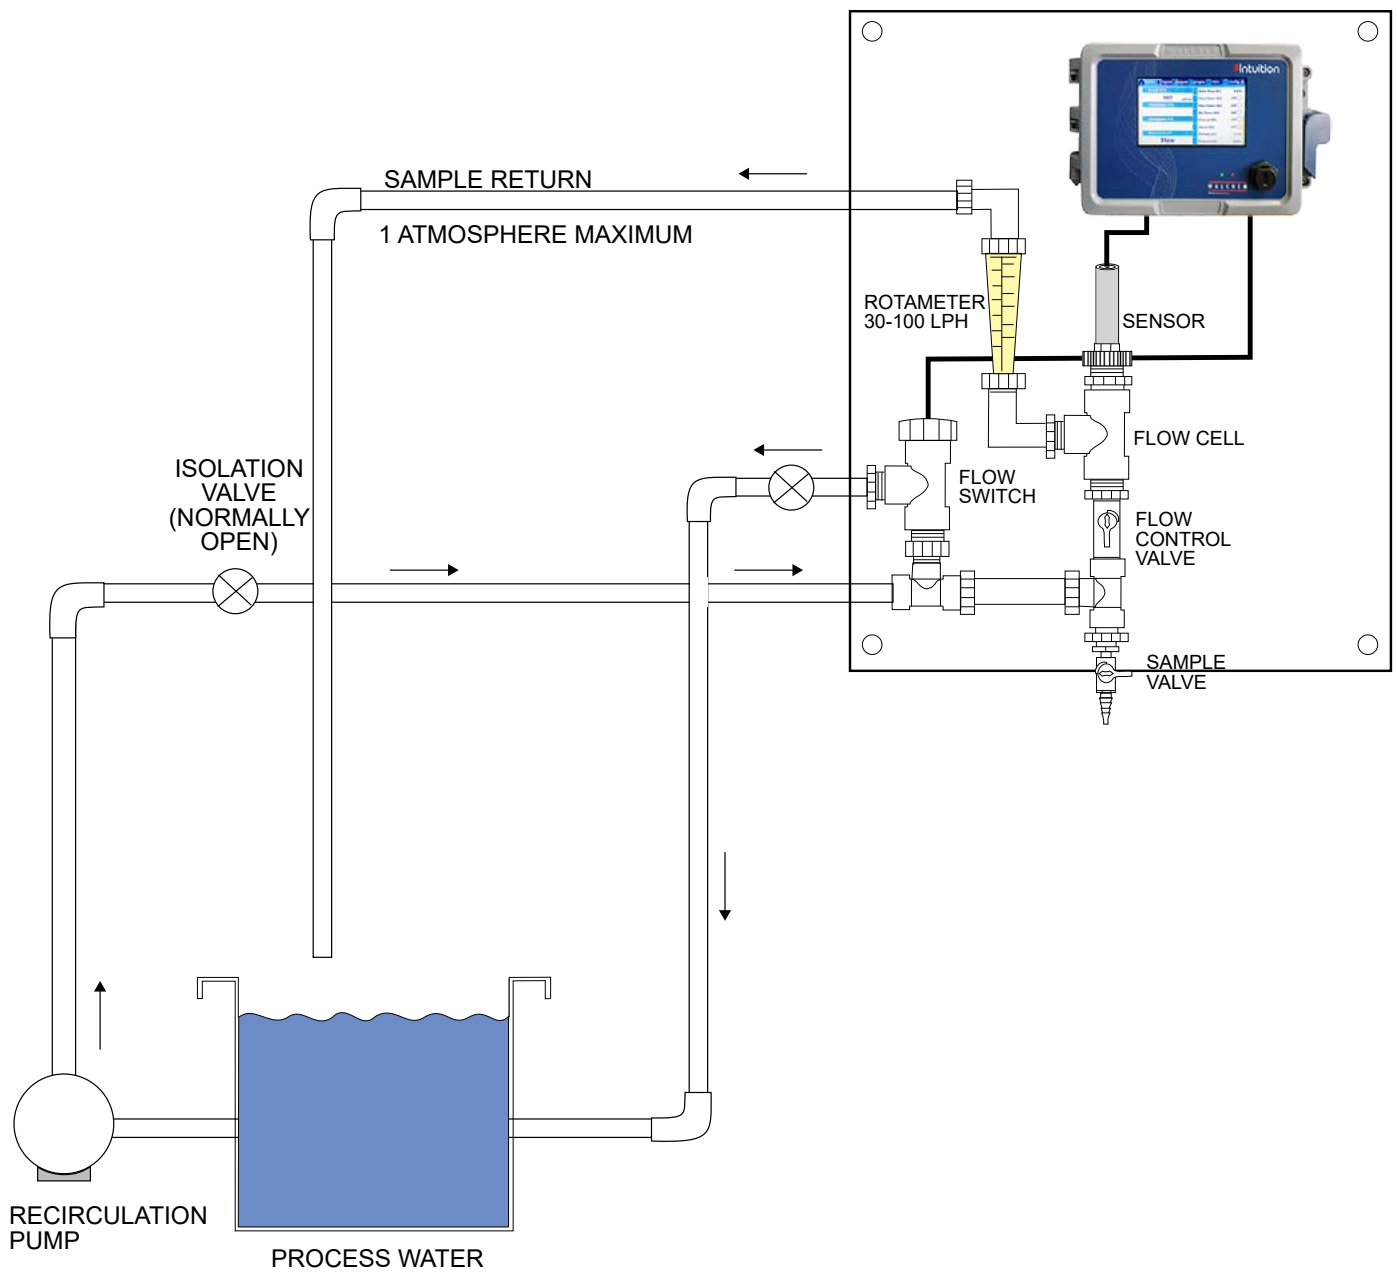 Intuition
WALCHEM
SAMPLE RETURN
1 ATMOSPHERE MAXIMUM
ROTAMETER
30-100 LPH
SENSOR
FLOW CELL
ISOLATION
VALVE
(NORMALLY
OPEN)
FLOW
SWITCH
FLOW
CONTROL
VALVE
SAMPLE
VALVE
RECIRCULATION
PUMP
PROCESS WATER